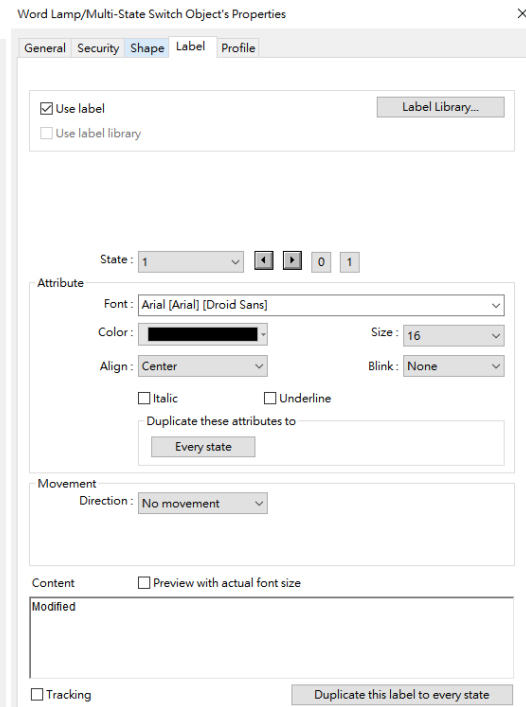 Word Lamp/Multi-State Switch Object's Properties
General Security Shape Label Profile
Use label
Label Library...
Use label library
State : 1 0 1
Attribute
Font : Arial [Arial] [Droid Sans]
Color : Size : 16
Align : Center Blink : None
Italic Underline
Duplicate these attributes to
Every state
Movement
Direction : No movement
Content Preview with actual font size
Modified
Tracking Duplicate this label to every state